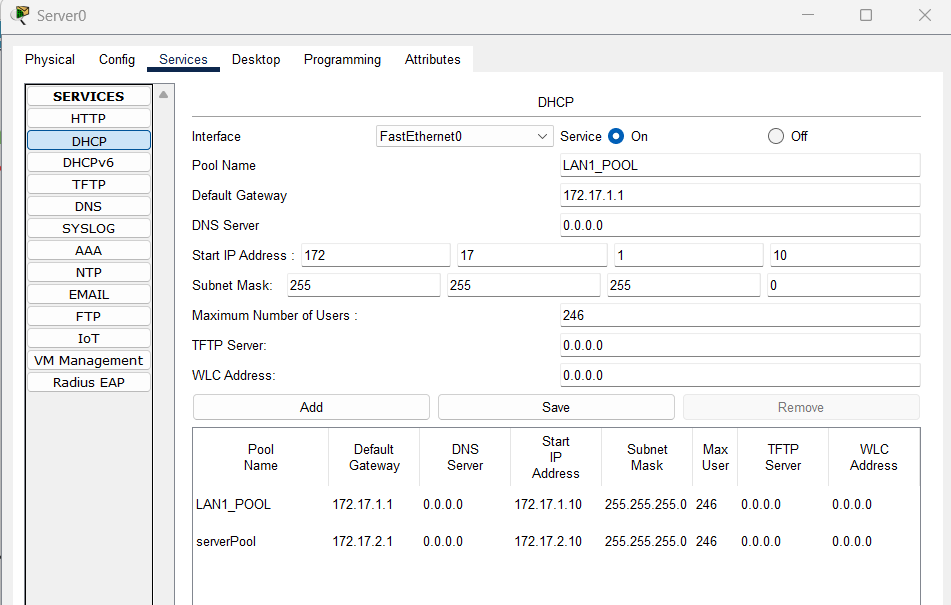 Server0
Physical Config Services Desktop Programming Attributes
SERVICES
HTTP
DHCP
DHCPv6
TFTP
DNS
SYSLOG
AAA
NTP
EMAIL
FTP
IoT
VM Management
Radius EAP
DHCP
Interface FastEthernet0 Service On Off
Pool Name LAN1_POOL
Default Gateway 172.17.1.1
DNS Server 0.0.0.0
Start IP Address : 172 17 1 10
Subnet Mask: 255 255 255 0
Maximum Number of Users : 246
TFTP Server: 0.0.0.0
WLC Address: 0.0.0.0
Add Save Remove
Pool Name Default Gateway DNS Server Start IP Address Subnet Mask Max User TFTP Server WLC Address
LAN1_POOL 172.17.1.1 0.0.0.0 172.17.1.10 255.255.255.0 246 0.0.0.0 0.0.0.0
serverPool 172.17.2.1 0.0.0.0 172.17.2.10 255.255.255.0 246 0.0.0.0 0.0.0.0